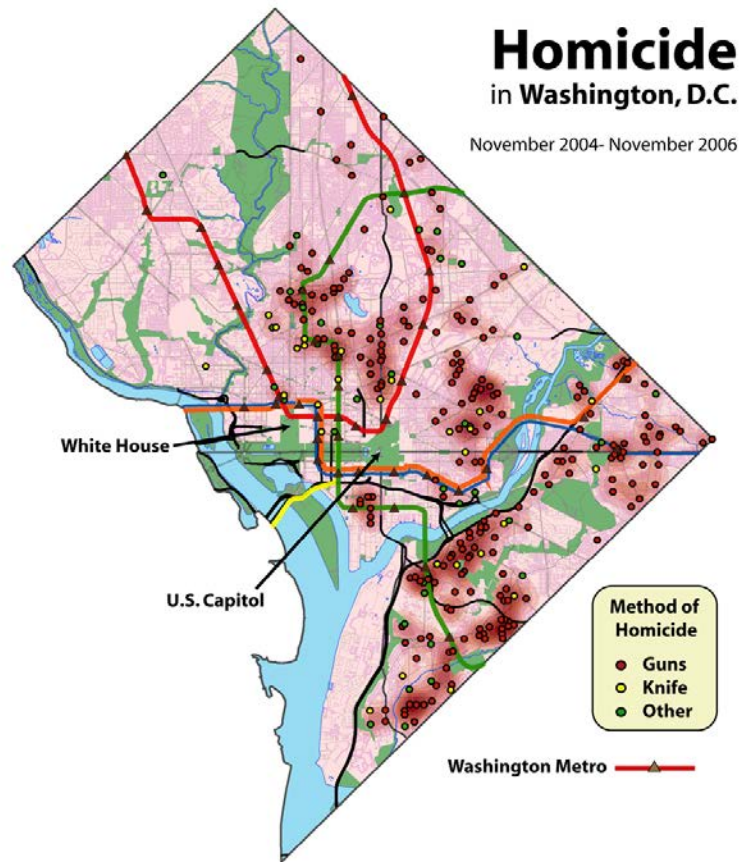 Homicide
in Washington, D.C.
November 2004- November 2006
White House
U.S. Capitol
Method of
Homicide
Guns
Knife
Other
Washington Metro